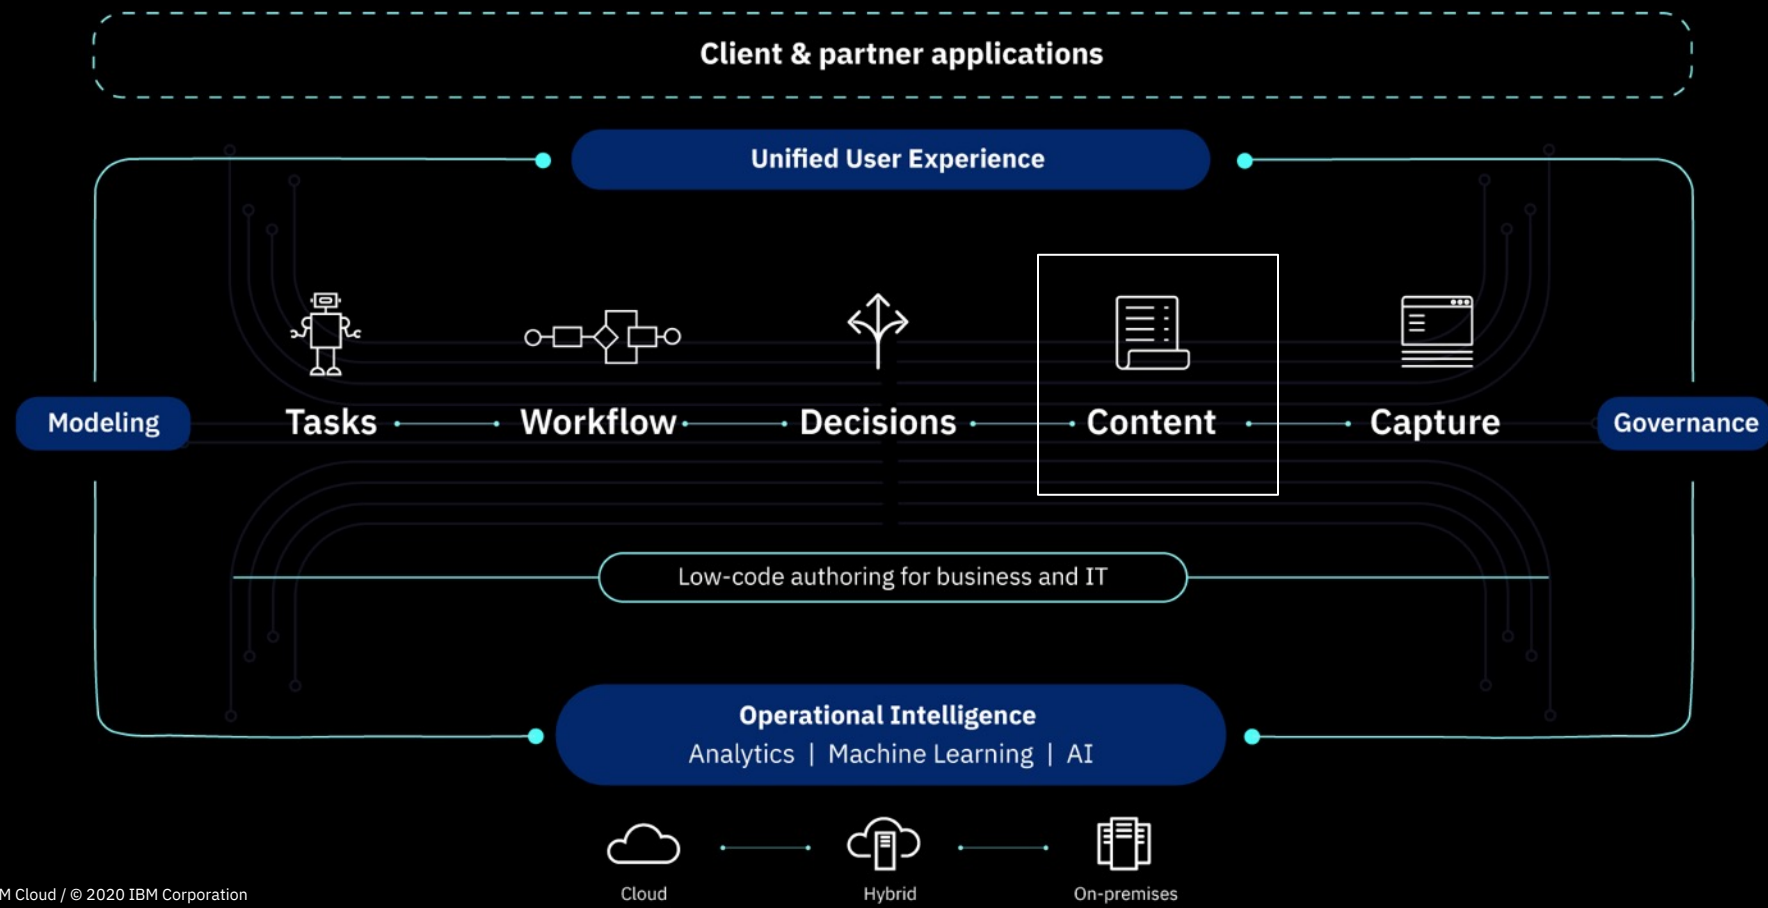 Client & partner applications
Unified User Experience
Modeling
Tasks
Workflow
Decisions
Content
Capture
Governance
Low-code authoring for business and IT
Operational Intelligence
Analytics | Machine Learning | AI
Cloud
Hybrid
On-premises
M Cloud / © 2020 IBM Corporation